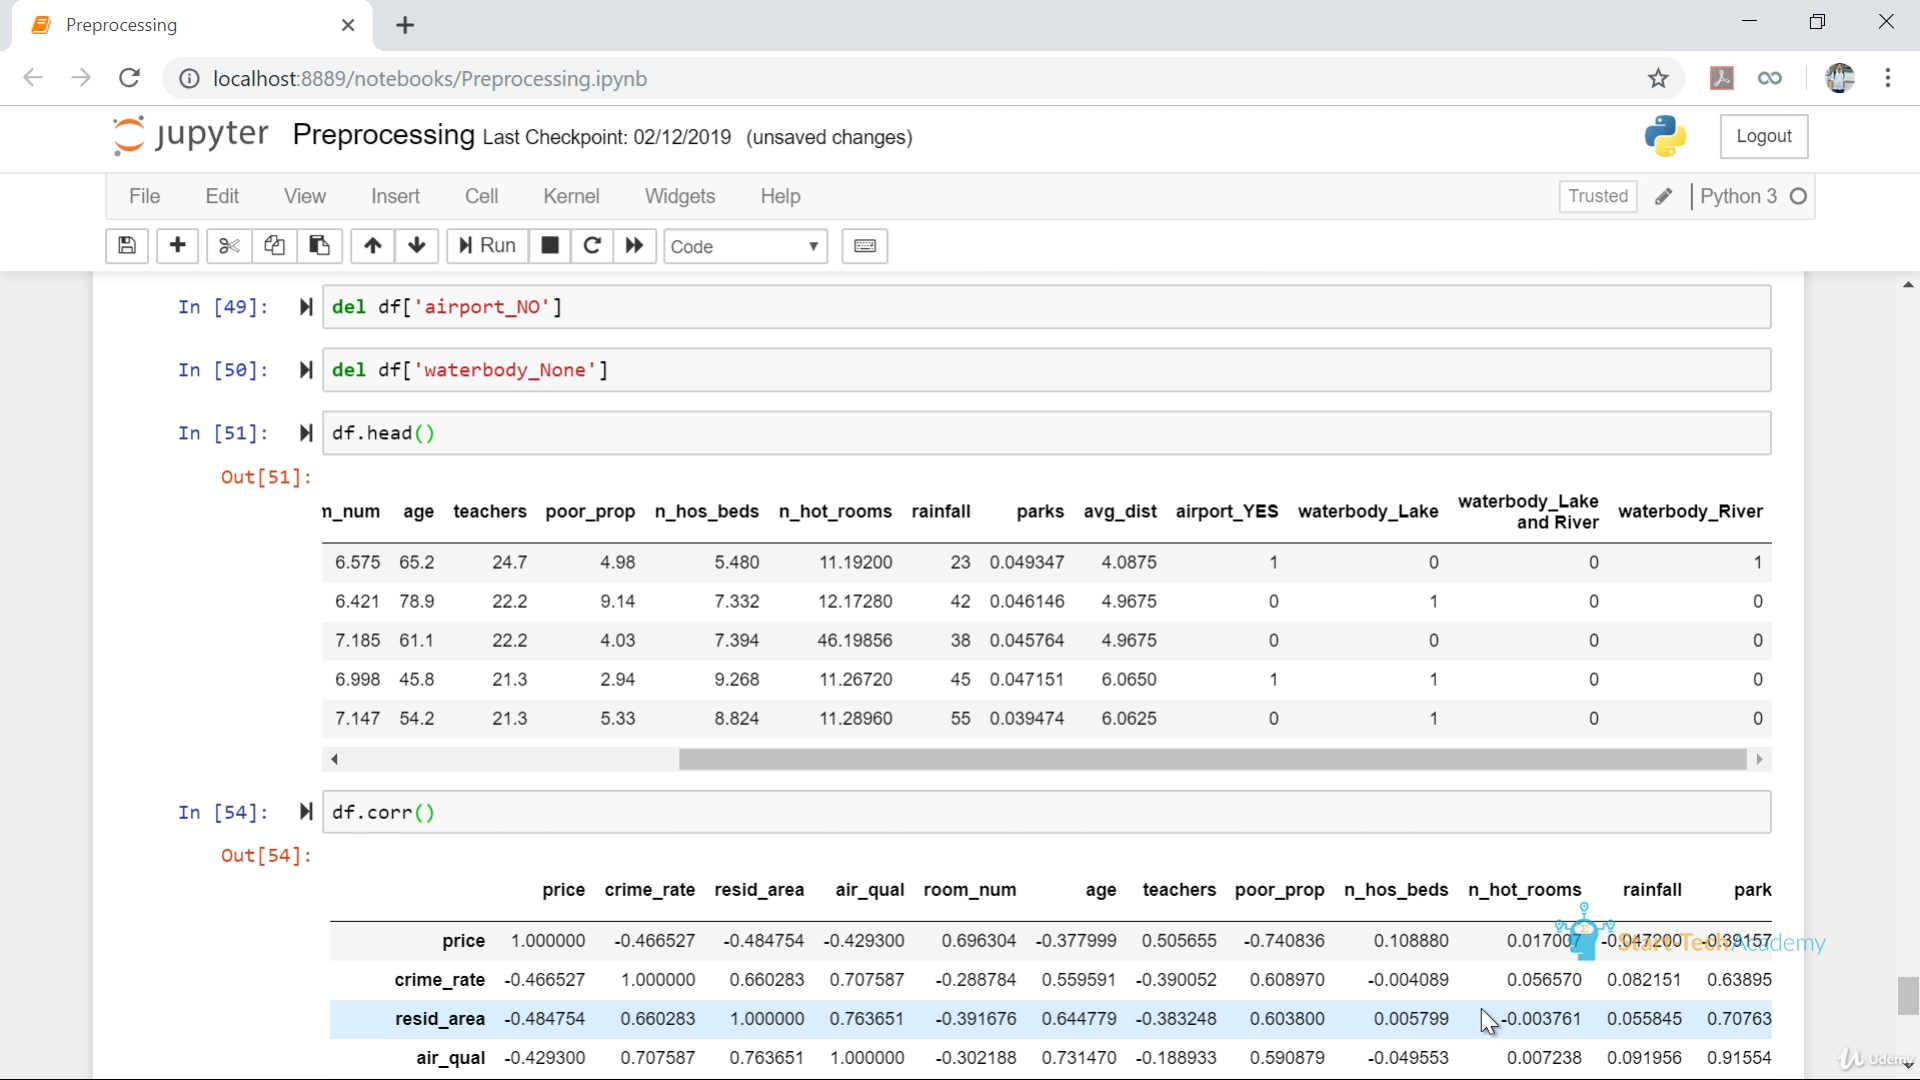 Preprocessing
localhost:8889/notebooks/Preprocessing.ipynb
jupyter Preprocessing Last Checkpoint: 02/12/2019 (unsaved changes) Logout
File Edit View Insert Cell Kernel Widgets Help Trusted Python 3
Run Code
In [49]: del df['airport_NO']
In [50]: del df['waterbody_None']
In [51]: df.head()
Out[51]:
m_num age teachers poor_prop n_hos_beds n_hot_rooms rainfall parks avg_dist airport_YES waterbody_Lake waterbody_Lake and River waterbody_River
6.575 65.2 24.7 4.98 5.480 11.19200 23 0.049347 4.0875 1 0 0 1
6.421 78.9 22.2 9.14 7.332 12.17280 42 0.046146 4.9675 0 1 0 0
7.185 61.1 22.2 4.03 7.394 46.19856 38 0.045764 4.9675 0 0 0 0
6.998 45.8 21.3 2.94 9.268 11.26720 45 0.047151 6.0650 1 1 0 0
7.147 54.2 21.3 5.33 8.824 11.28960 55 0.039474 6.0625 0 1 0 0
In [54]: df.corr()
Out[54]:
price crime_rate resid_area air_qual room_num age teachers poor_prop n_hos_beds n_hot_rooms rainfall park
price 1.000000 -0.466527 -0.484754 -0.429300 0.696304 -0.377999 0.505655 -0.740836 0.108880 0.017007 -0.047200 -0.39157
Start-Tech Academy
crime_rate -0.466527 1.000000 0.660283 0.707587 -0.288784 0.559591 -0.390052 0.608970 -0.004089 0.056570 0.082151 0.63895
resid_area -0.484754 0.660283 1.000000 0.763651 -0.391676 0.644779 -0.383248 0.603800 0.005799 -0.003761 0.055845 0.70763
air_qual -0.429300 0.707587 0.763651 1.000000 -0.302188 0.731470 -0.188933 0.590879 -0.049553 0.007238 0.091956 0.91554
Udemy